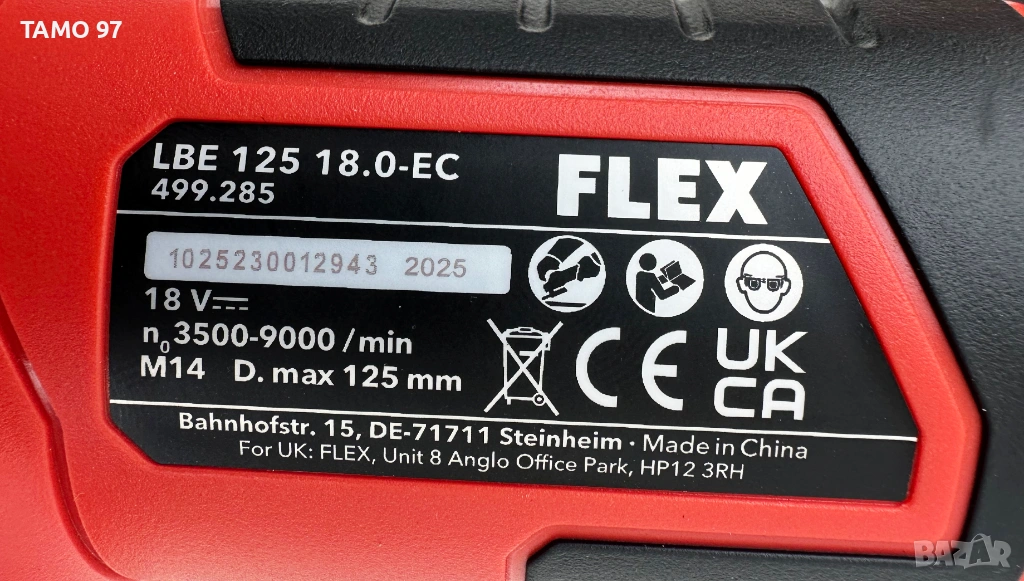 TAMO 97
LBE 125 18.0-EC
499.285
FLEX
1025230012943 2025
18 V
n₀ 3500-9000 /min
M14 D. max 125 mm
CE
UK
CA
Bahnhofstr. 15, DE-71711 Steinheim · Made in China
For UK: FLEX, Unit 8 Anglo Office Park, HP12 3RH
BAZAR